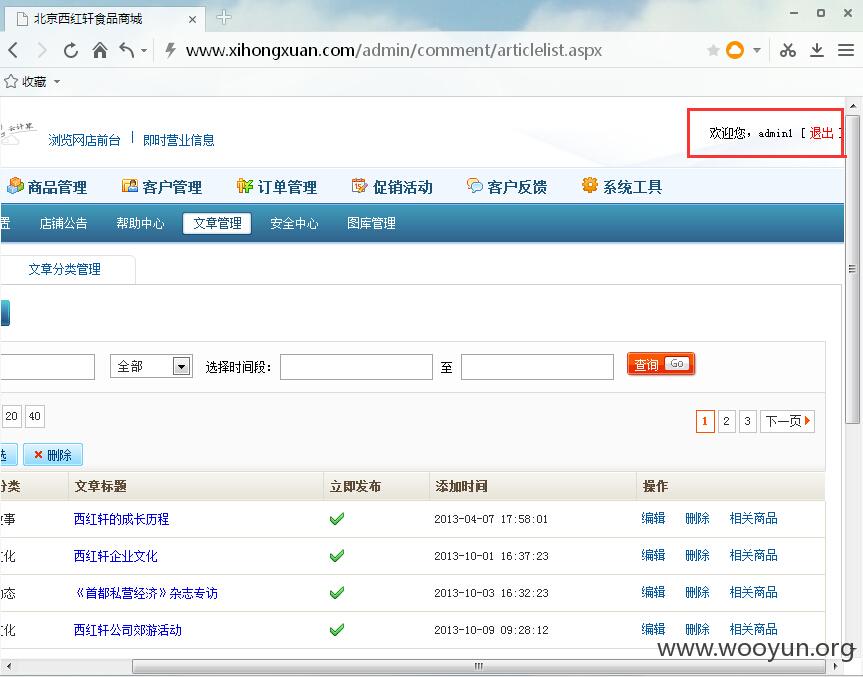 北京西红轩食品商城
www.xihongxuan.com/admin/comment/articlelist.aspx
收藏
云计算
浏览网店前台 即时营业信息
欢迎您，admin1 [ 退出 ]
商品管理 客户管理 订单管理 促销活动 客户反馈 系统工具
置 店铺公告 帮助中心 文章管理 安全中心 图库管理
文章分类管理
全部 选择时间段： 至 查询 Go
20 40
1 2 3 下一页
选 删除
分类 文章标题 立即发布 添加时间 操作
事 西红轩的成长历程 2013-04-07 17:58:01 编辑 删除 相关商品
化 西红轩企业文化 2013-10-01 16:37:23 编辑 删除 相关商品
态 《首都私营经济》杂志专访 2013-10-03 16:32:23 编辑 删除 相关商品
化 西红轩公司郊游活动 2013-10-09 09:28:12 编辑 删除 相关商品
www.wooyun.org